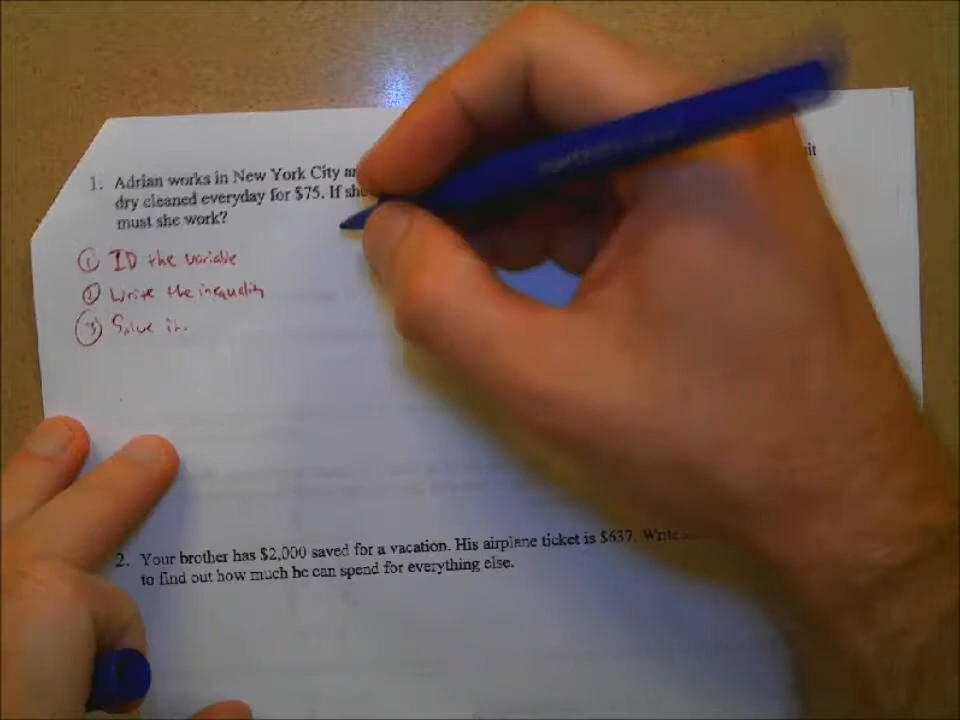 1. Adrian works in New York City
dry cleaned everyday for $75. If she
must she work?
① ID the variable
② Write the inequality
③ Solve it.
2. Your brother has $2,000 saved for a vacation. His airplane ticket is $637. Write
to find out how much he can spend for everything else.